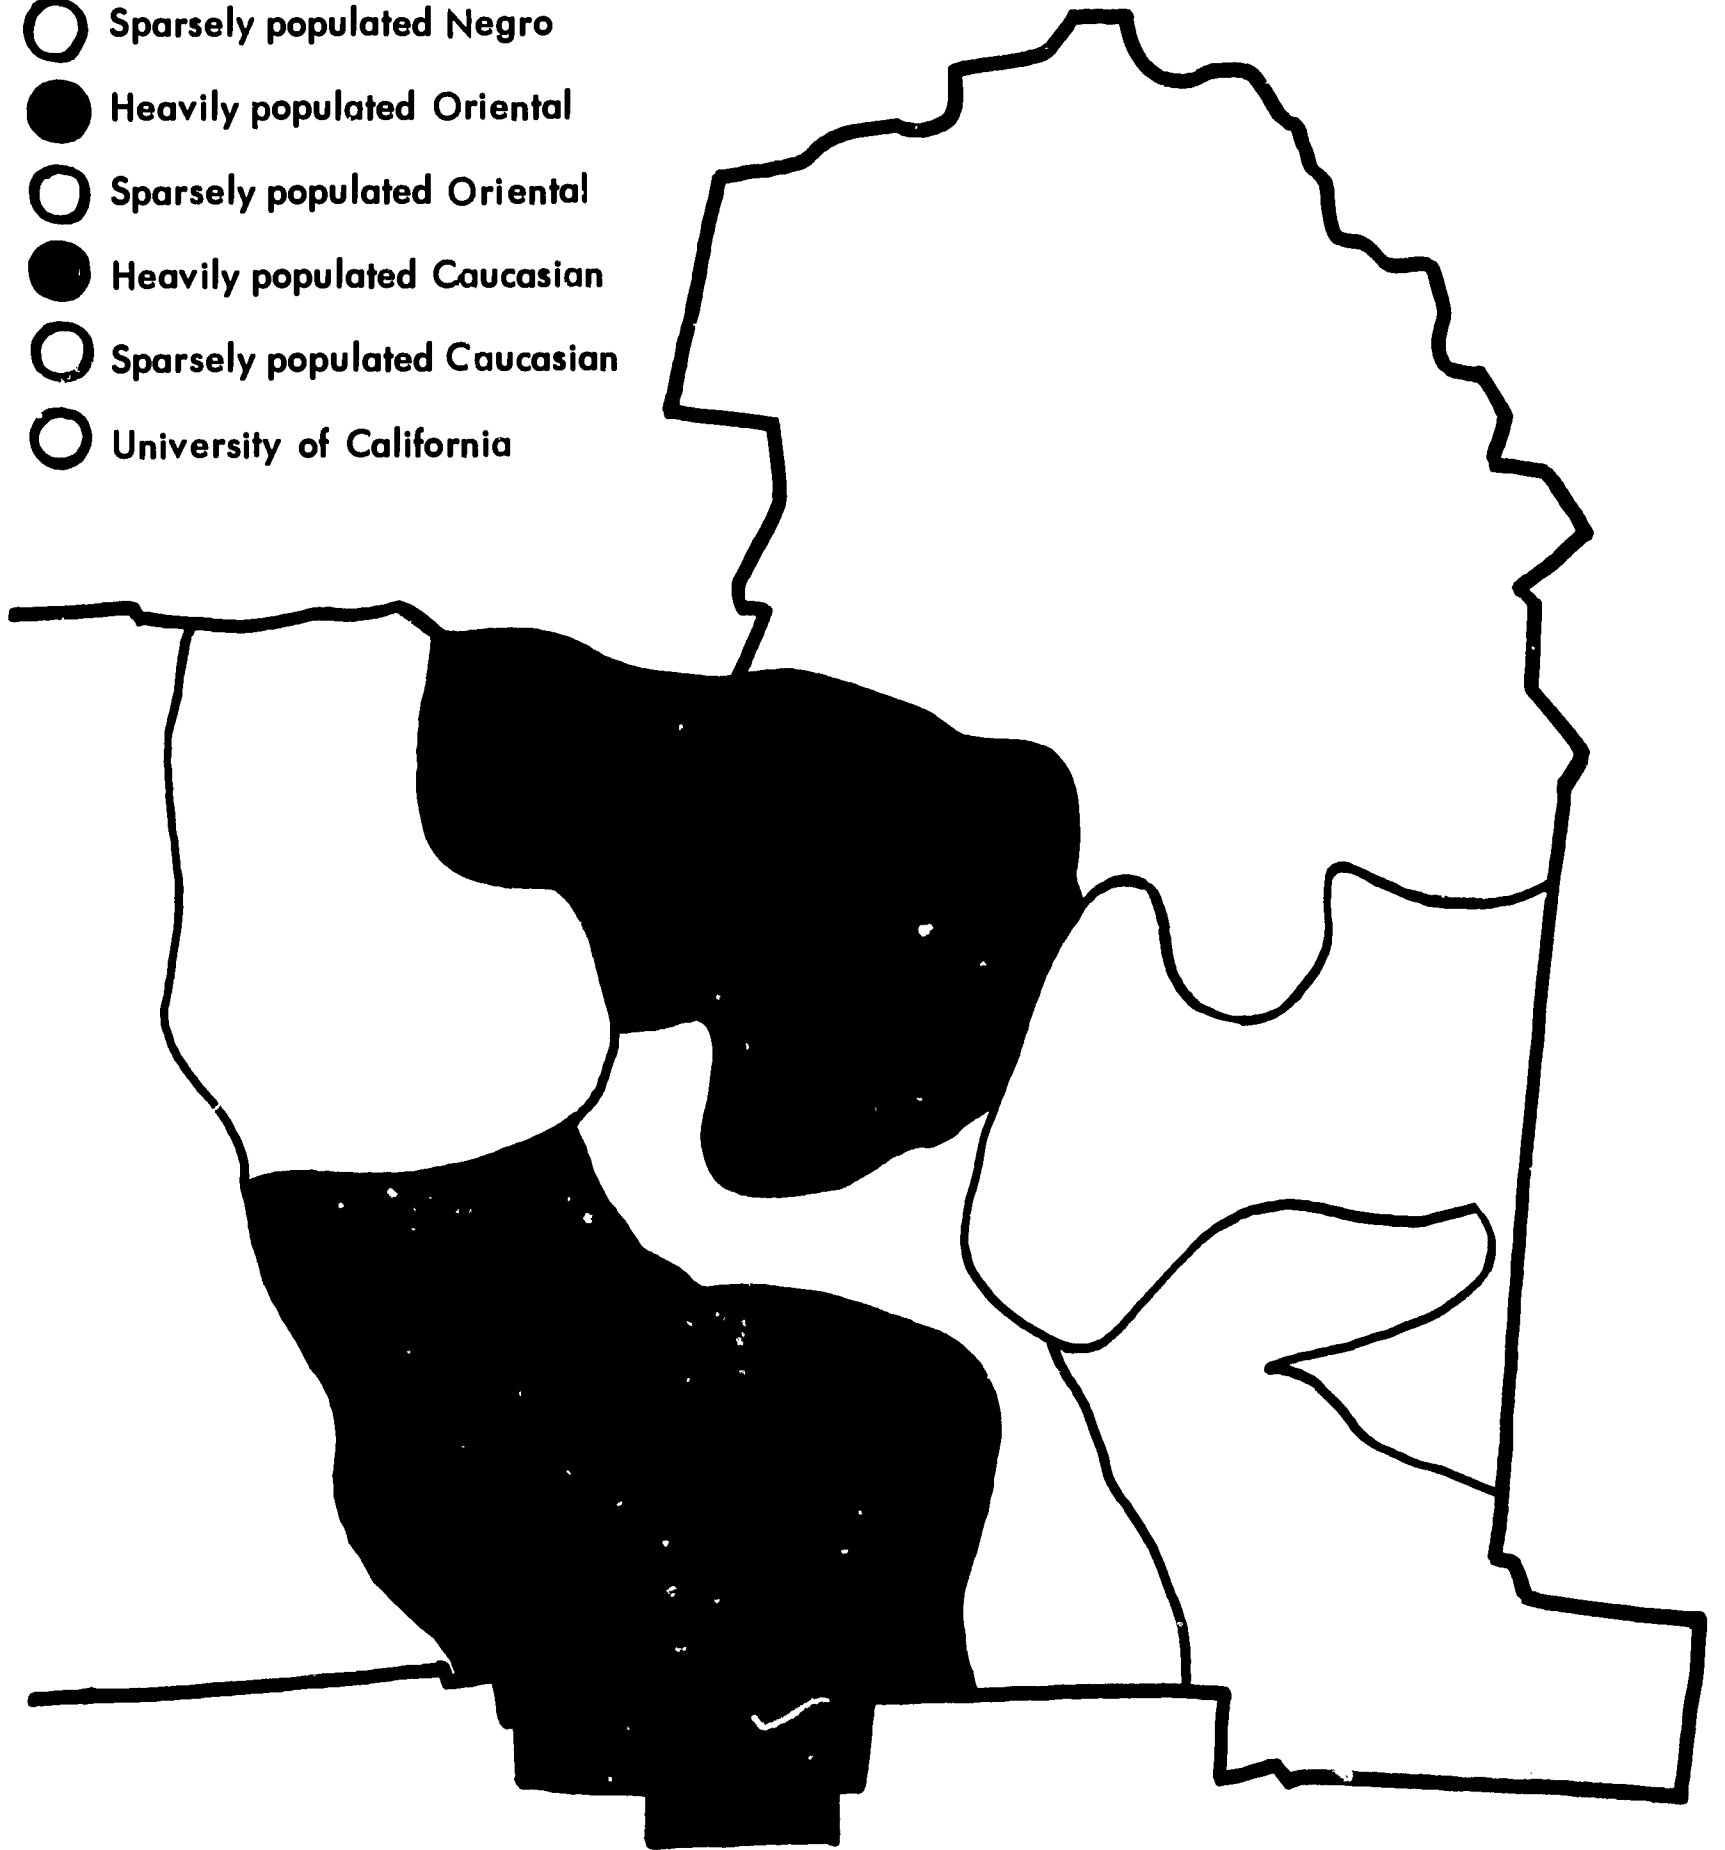 Sparsely populated Negro
Heavily populated Oriental
Sparsely populated Oriental
Heavily populated Caucasian
Sparsely populated Caucasian
University of California